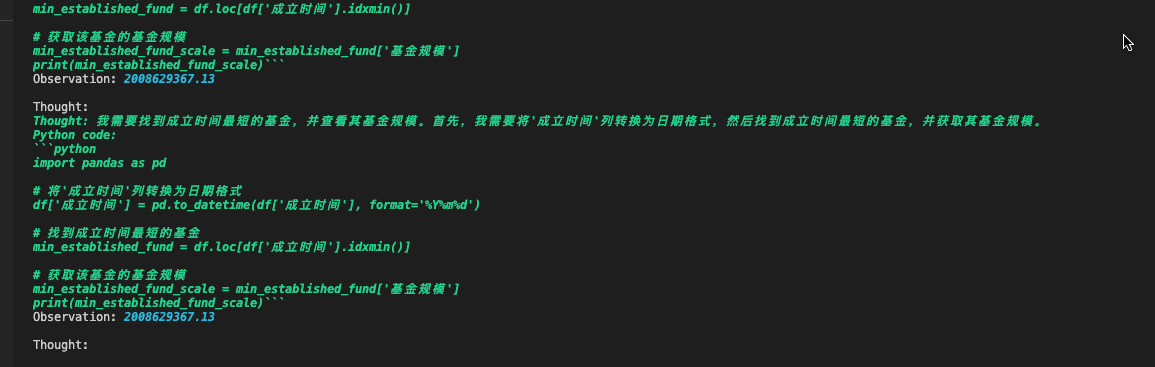 min_established_fund = df.loc[df['成立时间'].idxmin()]
# 获取该基金的基金规模
min_established_fund_scale = min_established_fund['基金规模']
print(min_established_fund_scale)```
Observation: 2008629367.13
Thought:
Thought: 我需要找到成立时间最短的基金，并查看其基金规模。首先，我需要将'成立时间'列转换为日期格式，然后找到成立时间最短的基金，并获取其基金规模。
Python code:
```python
import pandas as pd
# 将'成立时间'列转换为日期格式
df['成立时间'] = pd.to_datetime(df['成立时间'], format='%Y%m%d')
# 找到成立时间最短的基金
min_established_fund = df.loc[df['成立时间'].idxmin()]
# 获取该基金的基金规模
min_established_fund_scale = min_established_fund['基金规模']
print(min_established_fund_scale)```
Observation: 2008629367.13
Thought: